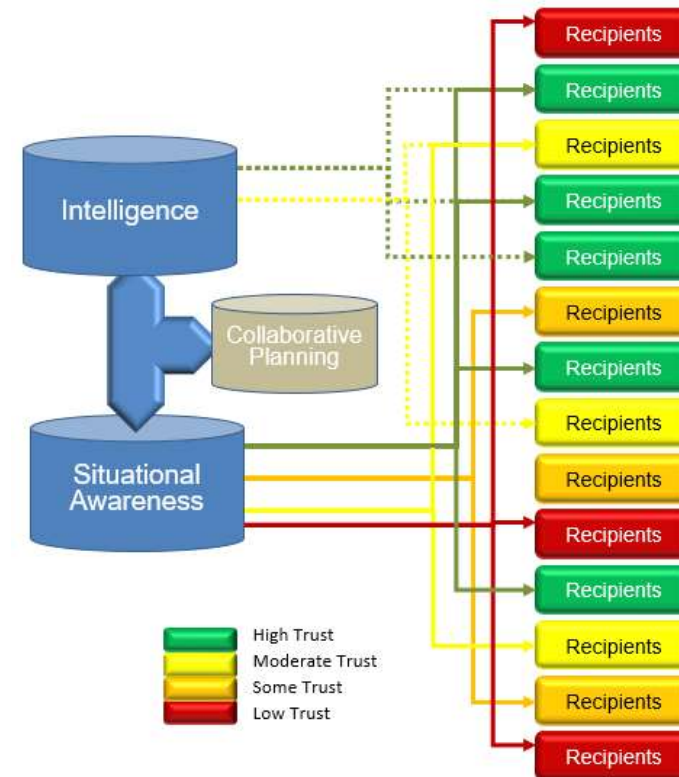 Recipients
Recipients
Recipients
Recipients
Recipients
Recipients
Recipients
Recipients
Recipients
Recipients
Recipients
Recipients
Recipients
Recipients
Intelligence
Collaborative
Planning
Situational
Awareness
High Trust
Moderate Trust
Some Trust
Low Trust